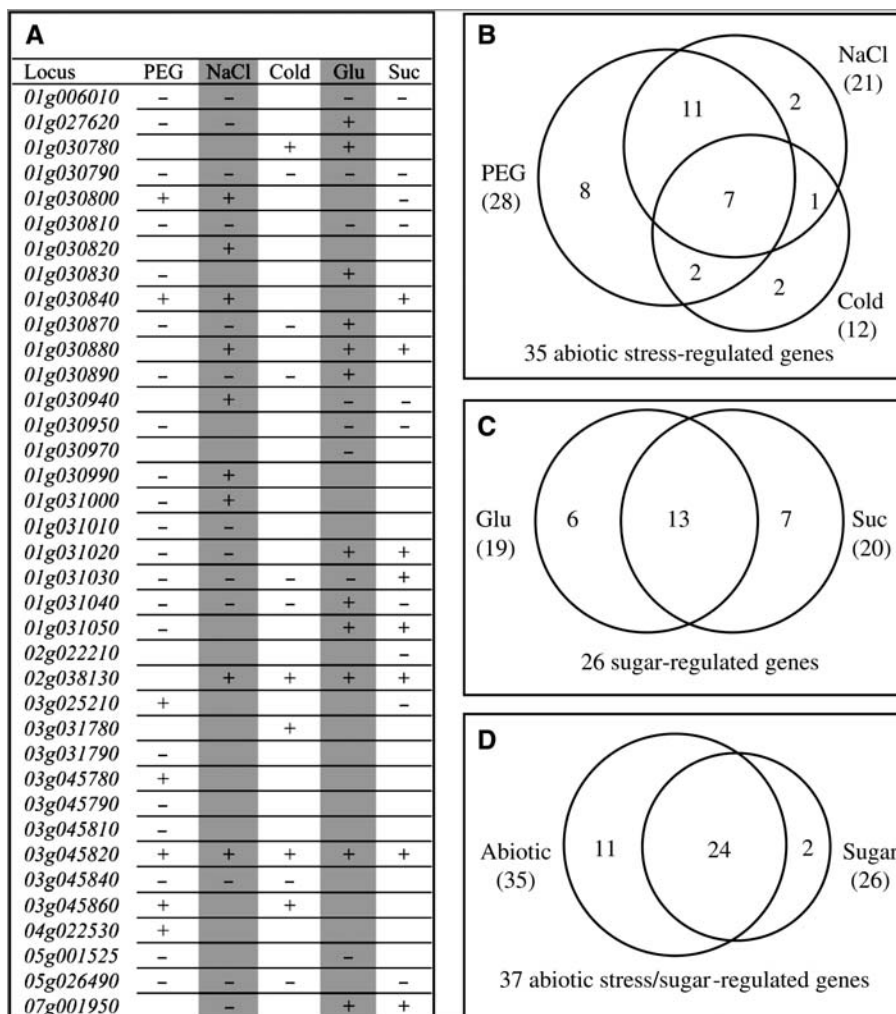 A
Locus PEG NaCl Cold Glu Suc
01g006010 – – – –
01g027620 – – +
01g030780 + +
01g030790 – – – – –
01g030800 + + –
01g030810 – – – –
01g030820 +
01g030830 – +
01g030840 + + +
01g030870 – – – +
01g030880 + + +
01g030890 – – – +
01g030940 + – –
01g030950 – – –
01g030970 –
01g030990 – +
01g031000 – +
01g031010 – –
01g031020 – – + +
01g031030 – – – – +
01g031040 – – – + –
01g031050 – + +
02g022210 –
02g038130 + + + +
03g025210 + –
03g031780 +
03g031790 –
03g045780 +
03g045790 –
03g045810 –
03g045820 + + + + +
03g045840 – – –
03g045860 + +
04g022530 +
05g001525 – –
05g026490 – – – –
07g001950 – + +
B
NaCl
(21)
11 2
PEG
(28)
8 7 1
2 2
Cold
(12)
35 abiotic stress-regulated genes
C
Glu
(19)
6 13 7
Suc
(20)
26 sugar-regulated genes
D
Abiotic
(35)
11 24 2
Sugar
(26)
37 abiotic stress/sugar-regulated genes